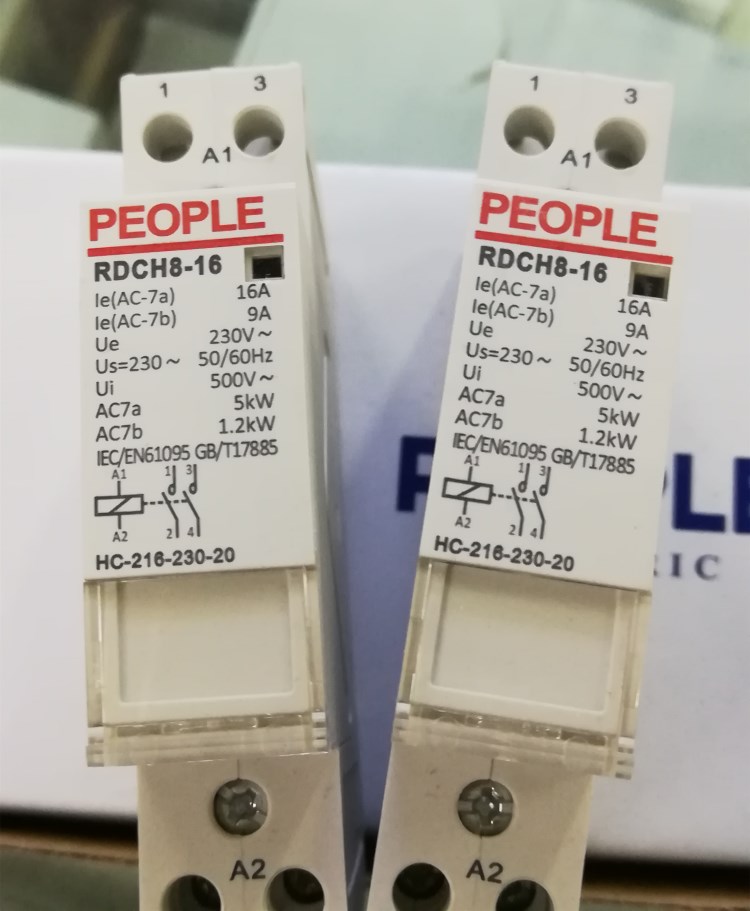 1 3
A1
PEOPLE
RDCH8-16
Ie(AC-7a) 16A
Ie(AC-7b) 9A
Ue 230V~
Us=230~ 50/60Hz
Ui 500V~
AC7a 5kW
AC7b 1.2kW
IEC/EN61095 GB/T17885
A1 1 3
A2 2 4
HC-216-230-20
A2
1 3
A1
PEOPLE
RDCH8-16
Ie(AC-7a) 16A
Ie(AC-7b) 9A
Ue 230V~
Us=230~ 50/60Hz
Ui 500V~
AC7a 5kW
AC7b 1.2kW
IEC/EN61095 GB/T17885
A1 1 3
A2 2 4
HC-216-230-20
A2